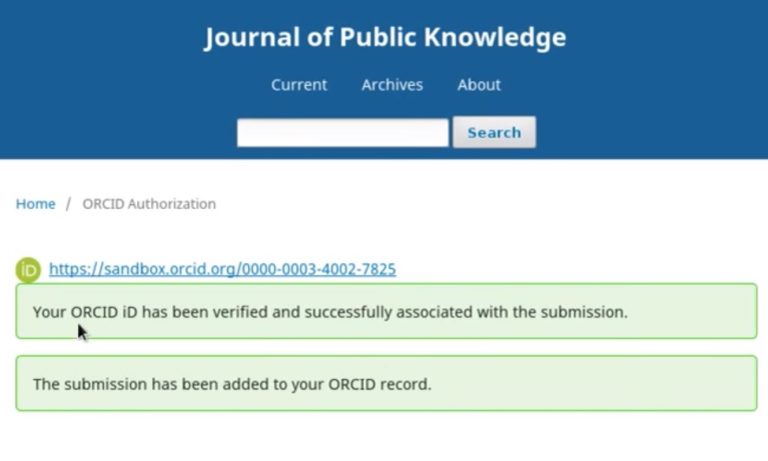 Journal of Public Knowledge
Current Archives About
Search
Home / ORCID Authorization
iD https://sandbox.orcid.org/0000-0003-4002-7825
Your ORCID iD has been verified and successfully associated with the submission.
The submission has been added to your ORCID record.